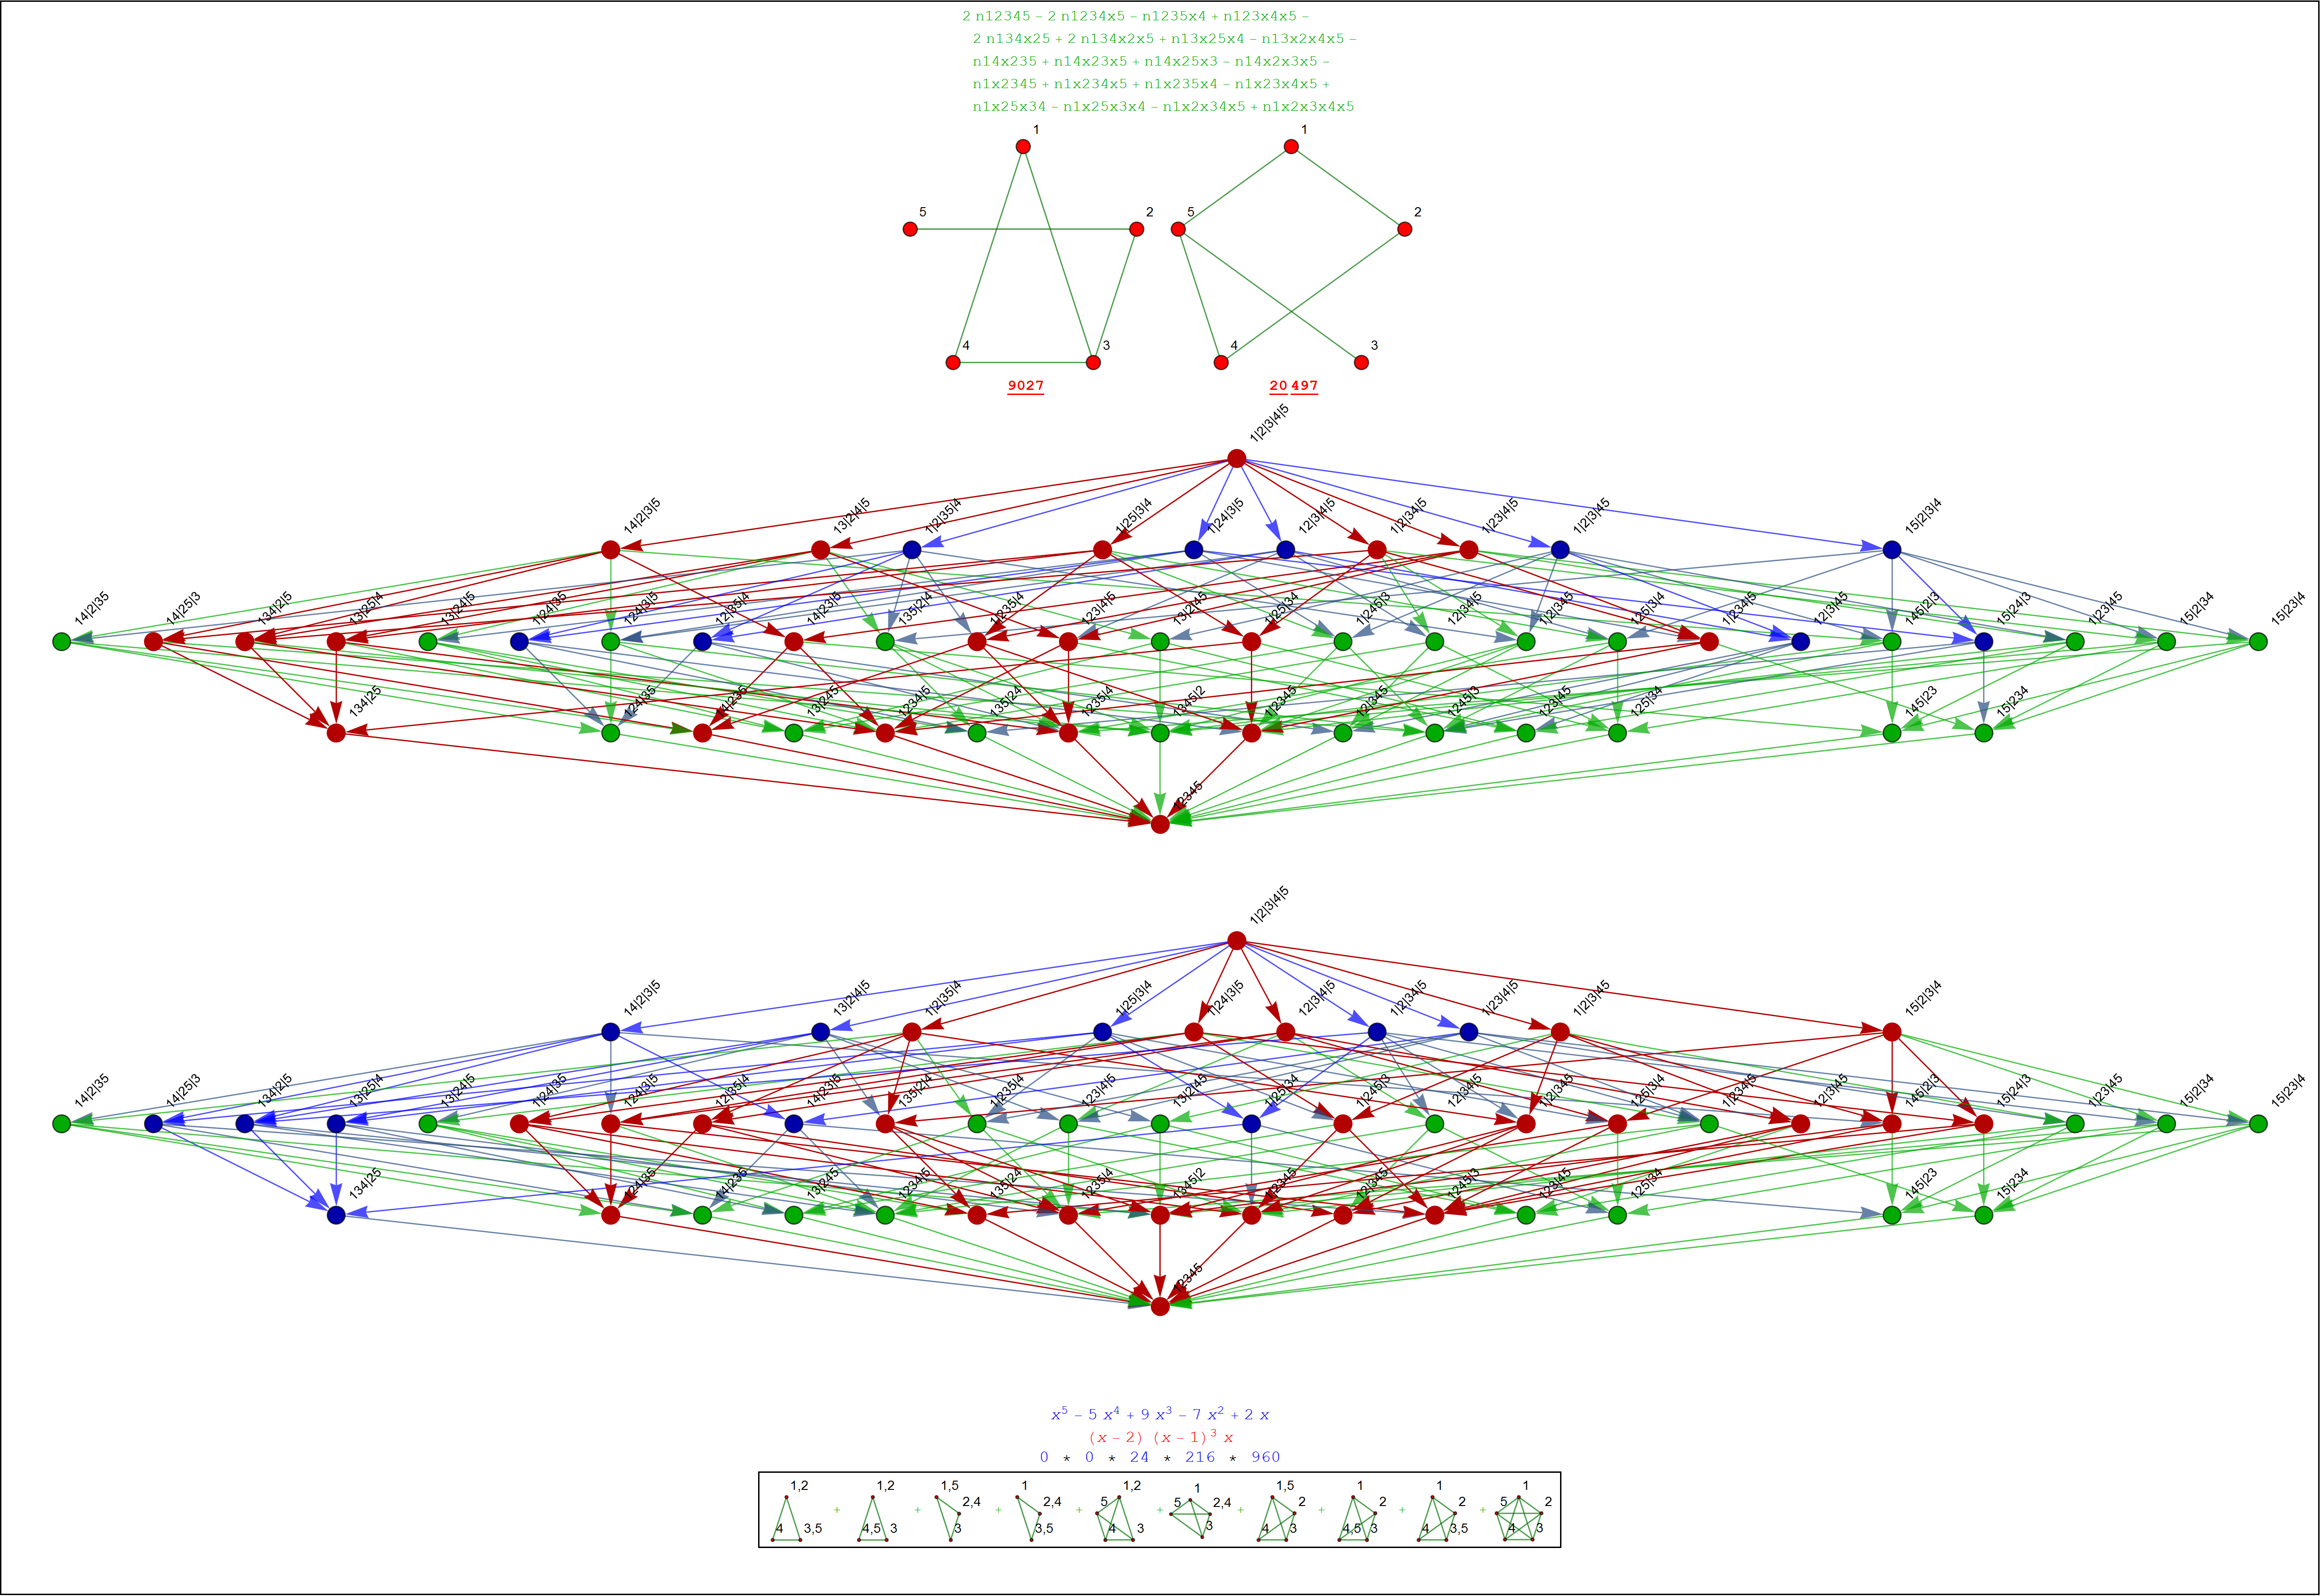 2 n12345 – 2 n1234x5 – n1235x4 + n123x4x5 –
2 n134x25 + 2 n134x2x5 + n13x25x4 – n13x2x4x5 –
n14x235 + n14x23x5 + n14x25x3 – n14x2x3x5 –
n1x2345 + n1x234x5 + n1x235x4 – n1x23x4x5 +
n1x25x34 – n1x25x3x4 – n1x2x34x5 + n1x2x3x4x5
1 1
5 2 5 2
4 3 4 3
9027 20 497
1|2|3|4|5
14|2|3|5 13|2|4|5 1|2|35|4 1|25|3|4 1|24|3|5 12|3|4|5 1|2|34|5 1|23|4|5 1|2|3|45 15|2|3|4
14|2|35 14|25|3 134|2|5 13|25|4 13|24|5 1|24|35 124|3|5 12|35|4 14|23|5 135|2|4 1|235|4 123|4|5 13|2|45 1|25|34 1|245|3 12|34|5 1|2|345 125|3|4 1|234|5 12|3|45 145|2|3 15|24|3 1|23|45 15|2|34 15|23|4
134|25 124|35 14|235 13|245 1234|5 135|24 1235|4 1345|2 1|2345 12|345 1245|3 123|45 125|34 145|23 15|234
12345
1|2|3|4|5
14|2|3|5 13|2|4|5 1|2|35|4 1|25|3|4 1|24|3|5 12|3|4|5 1|2|34|5 1|23|4|5 1|2|3|45 15|2|3|4
14|2|35 14|25|3 134|2|5 13|25|4 13|24|5 1|24|35 124|3|5 12|35|4 14|23|5 135|2|4 1|235|4 123|4|5 13|2|45 1|25|34 1|245|3 12|34|5 1|2|345 125|3|4 1|234|5 12|3|45 145|2|3 15|24|3 1|23|45 15|2|34 15|23|4
134|25 124|35 14|235 13|245 1234|5 135|24 1235|4 1345|2 1|2345 12|345 1245|3 123|45 125|34 145|23 15|234
12345
x⁵ – 5 x⁴ + 9 x³ – 7 x² + 2 x
(x – 2) (x – 1)³ x
0 * 0 * 24 * 216 * 960
1,2 1,2 1,5 1 1,2 1 1,5 1 1 1
2,4 2,4 5 5 2,4 2 2 2 5 2
+ + + + + + + + +
4 3,5 4,5 3 3 3,5 4 3 3 4 3 4,5 3 4 3,5 4 3